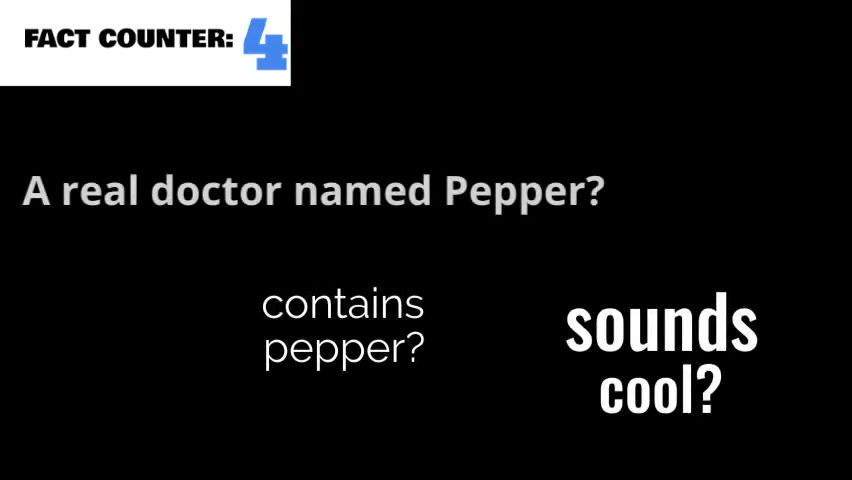 FACT COUNTER: 4
A real doctor named Pepper?
contains
pepper?
sounds
cool?